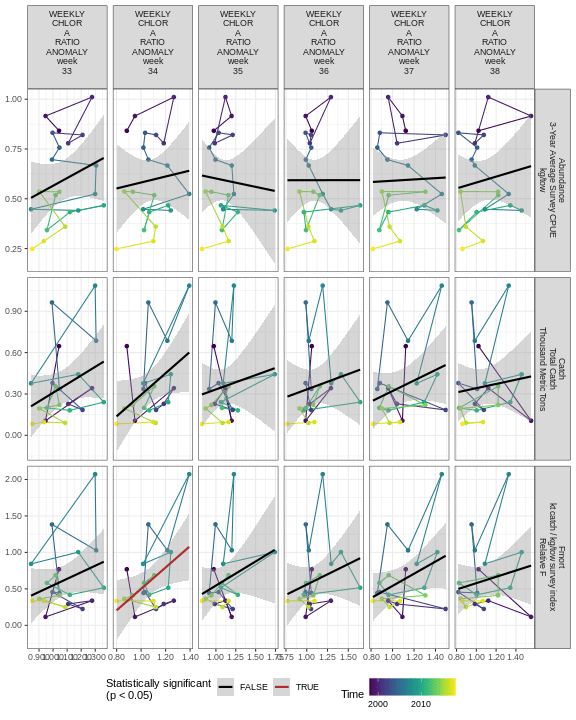 WEEKLY
CHLOR
A
RATIO
ANOMALY
week
33
WEEKLY
CHLOR
A
RATIO
ANOMALY
week
34
WEEKLY
CHLOR
A
RATIO
ANOMALY
week
35
WEEKLY
CHLOR
A
RATIO
ANOMALY
week
36
WEEKLY
CHLOR
A
RATIO
ANOMALY
week
37
WEEKLY
CHLOR
A
RATIO
ANOMALY
week
38
1.00
0.75
0.50
0.25
Abundance
3-Year Average Survey CPUE
kg/tow
0.90
0.60
0.30
0.00
Catch
Total Catch
Thousand Metric Tons
2.00
1.50
1.00
0.50
0.00
Fmort
kt catch / kg/tow survey index
Relative F
0.80 1.00 1.20 1.40
1.00 1.25 1.50
1.00 1.25 1.50
0.80 1.00 1.20 1.40
0.80 1.00 1.20 1.40
Statistically significant
(p < 0.05)
FALSE
TRUE
Time
2000 2010